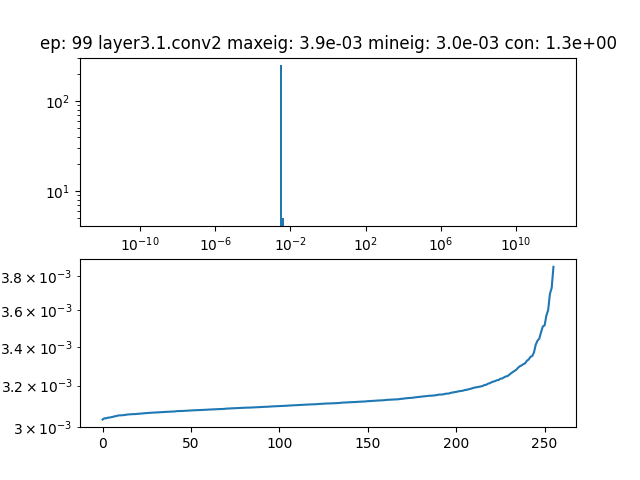 ep: 99 layer3.1.conv2 maxeig: 3.9e-03 mineig: 3.0e-03 con: 1.3e+00
10²
10¹
10⁻¹⁰ 10⁻⁶ 10⁻² 10² 10⁶ 10¹⁰
3.8 × 10⁻³
3.6 × 10⁻³
3.4 × 10⁻³
3.2 × 10⁻³
3 × 10⁻³
0 50 100 150 200 250